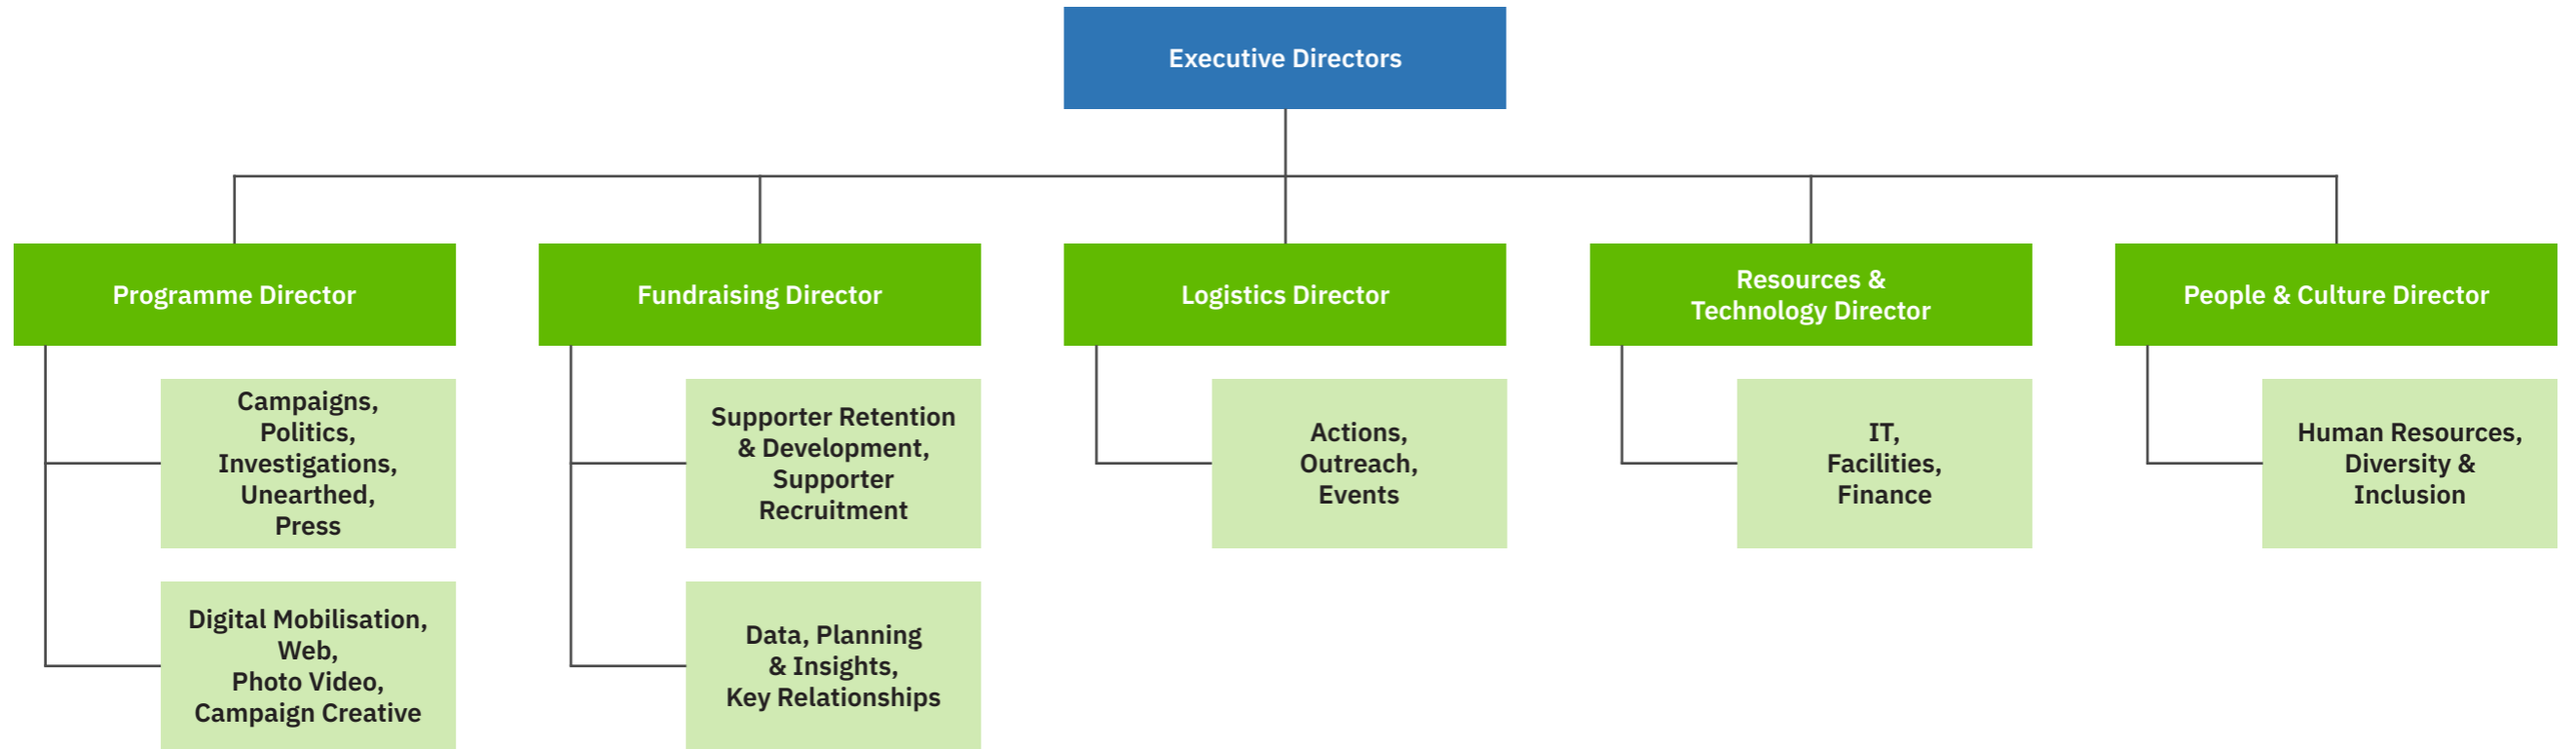 Executive Directors
Programme Director
Fundraising Director
Logistics Director
Resources &
Technology Director
People & Culture Director
Campaigns,
Politics,
Investigations,
Unearthed,
Press
Supporter Retention
& Development,
Supporter
Recruitment
Actions,
Outreach,
Events
IT,
Facilities,
Finance
Human Resources,
Diversity &
Inclusion
Digital Mobilisation,
Web,
Photo Video,
Campaign Creative
Data, Planning
& Insights,
Key Relationships